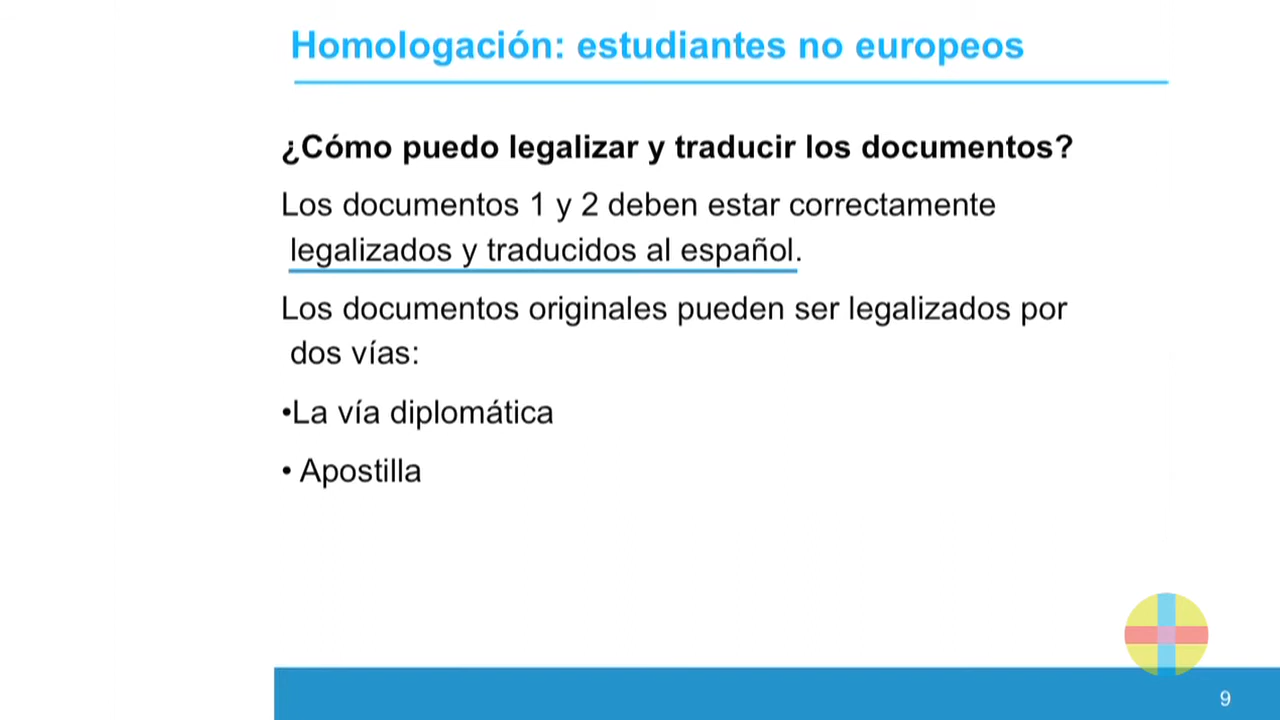 Homologación: estudiantes no europeos
¿Cómo puedo legalizar y traducir los documentos?
Los documentos 1 y 2 deben estar correctamente
legalizados y traducidos al español.
Los documentos originales pueden ser legalizados por
dos vías:
•La vía diplomática
• Apostilla
9